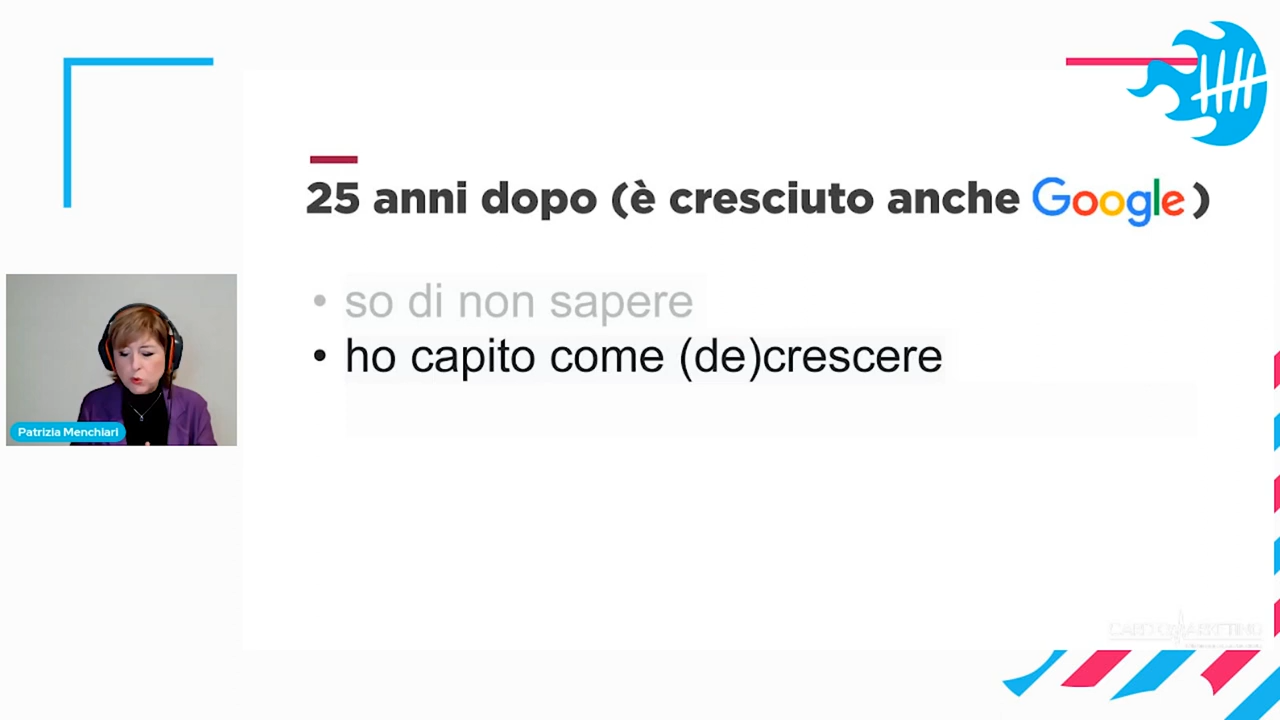 25 anni dopo (è cresciuto anche Google)
• so di non sapere
• ho capito come (de)crescere
Patrizia Menchiari